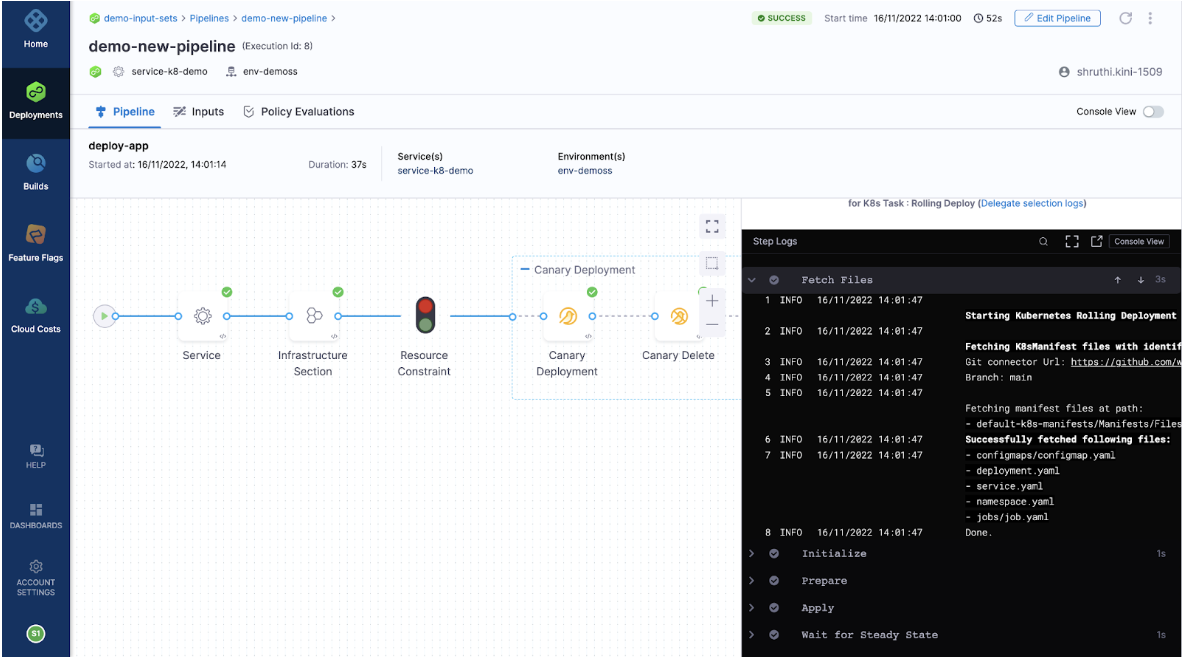 Home
Deployments
Builds
Feature Flags
Cloud Costs
HELP
DASHBOARDS
ACCOUNT
SETTINGS
S1
demo-input-sets > Pipelines > demo-new-pipeline >
SUCCESS Start time 16/11/2022 14:01:00 52s Edit Pipeline
demo-new-pipeline (Execution Id: 8)
service-k8-demo env-demoss
shruthi.kini-1509
Pipeline Inputs Policy Evaluations
Console View
deploy-app
Started at: 16/11/2022, 14:01:14 Duration: 37s
Service(s)
service-k8-demo
Environment(s)
env-demoss
Service
Infrastructure
Section
Resource
Constraint
Canary Deployment
Canary
Deployment
Canary Delete
for K8s Task : Rolling Deploy (Delegate selection logs)
Step Logs Console View
Fetch Files 3s
1 INFO 16/11/2022 14:01:47
Starting Kubernetes Rolling Deployment
2 INFO 16/11/2022 14:01:47
Fetching K8sManifest files with identif
3 INFO 16/11/2022 14:01:47 Git connector Url: https://github.com/w
4 INFO 16/11/2022 14:01:47 Branch: main
5 INFO 16/11/2022 14:01:47
Fetching manifest files at path:
- default-k8s-manifests/Manifests/Files
6 INFO 16/11/2022 14:01:47 Successfully fetched following files:
7 INFO 16/11/2022 14:01:47 - configmaps/configmap.yaml
- deployment.yaml
- service.yaml
- namespace.yaml
- jobs/job.yaml
8 INFO 16/11/2022 14:01:47 Done.
Initialize 1s
Prepare
Apply
Wait for Steady State 1s